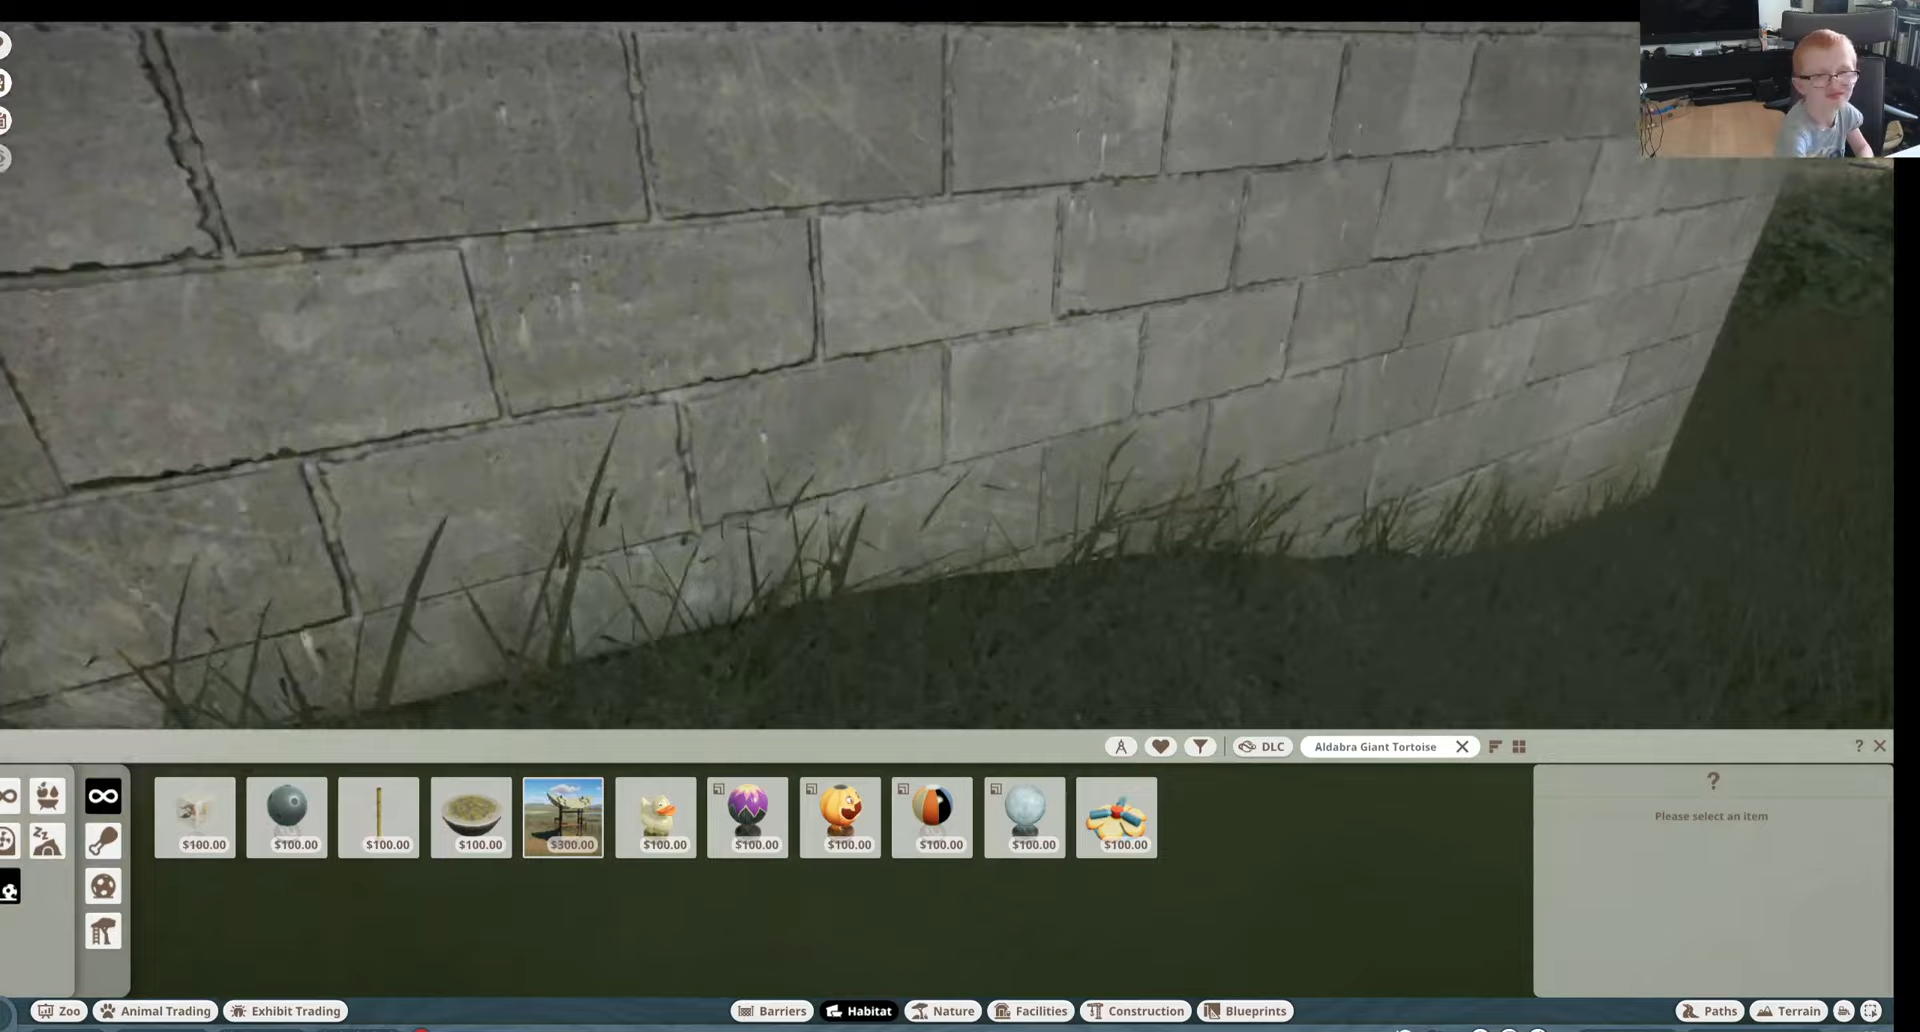 DLC
Aldabra Giant Tortoise
?
?
$100.00
$100.00
$100.00
$100.00
$300.00
$100.00
$100.00
$100.00
$100.00
$100.00
$100.00
Please select an item
Zoo
Animal Trading
Exhibit Trading
Barriers
Habitat
Nature
Facilities
Construction
Blueprints
Paths
Terrain